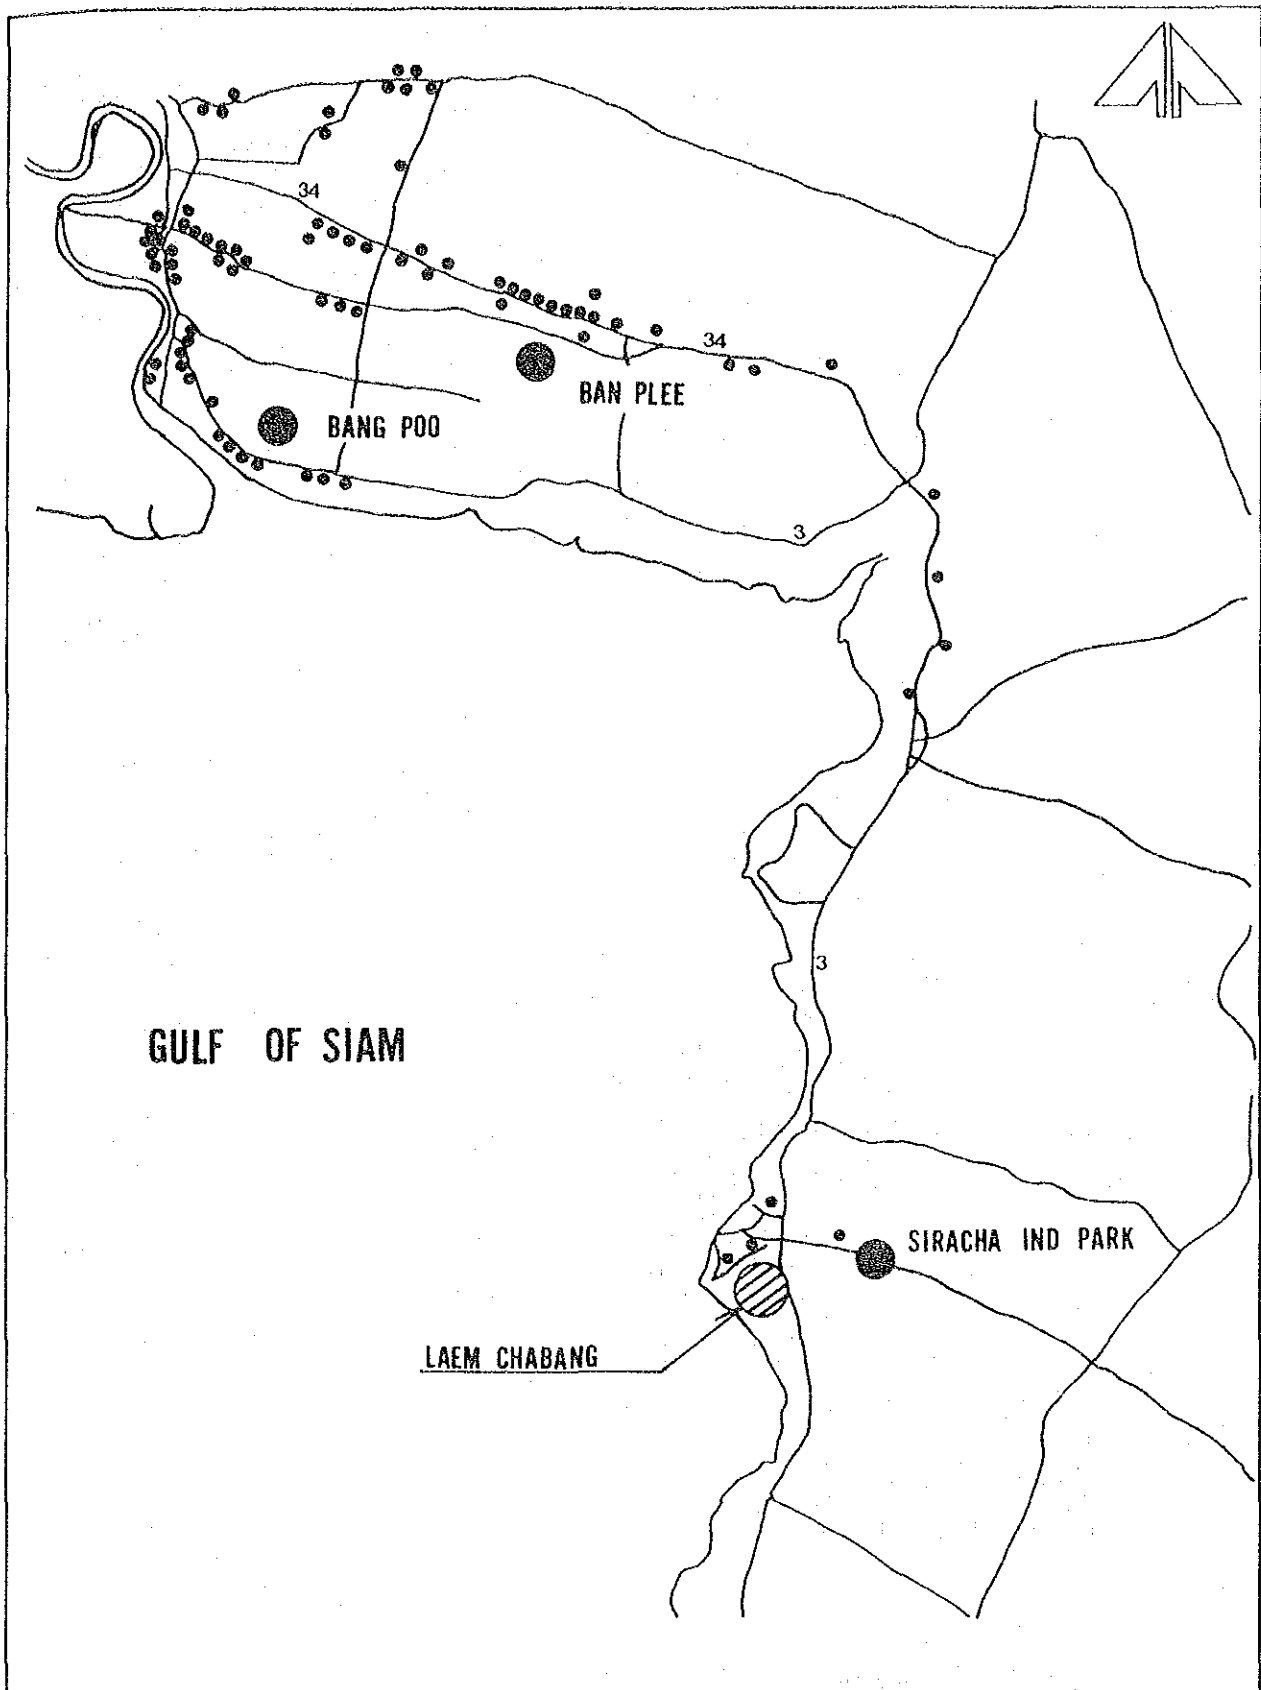 34
34
BAN PLEE
BANG POO
3
3
GULF OF SIAM
SIRACHA IND PARK
LAEM CHABANG